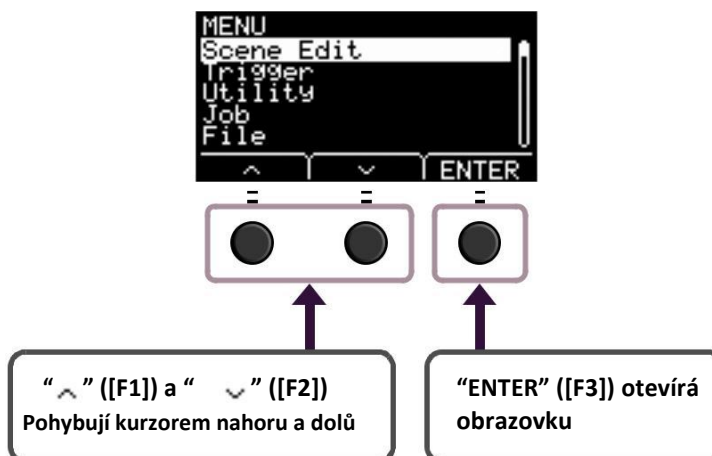 MENU
Scene Edit
Trigger
Utility
Job
File
^ ⌄ ENTER
“ ^ ” ([F1]) a “ ⌄ ” ([F2])
Pohybují kurzorem nahoru a dolů
“ENTER” ([F3]) otevírá
obrazovku